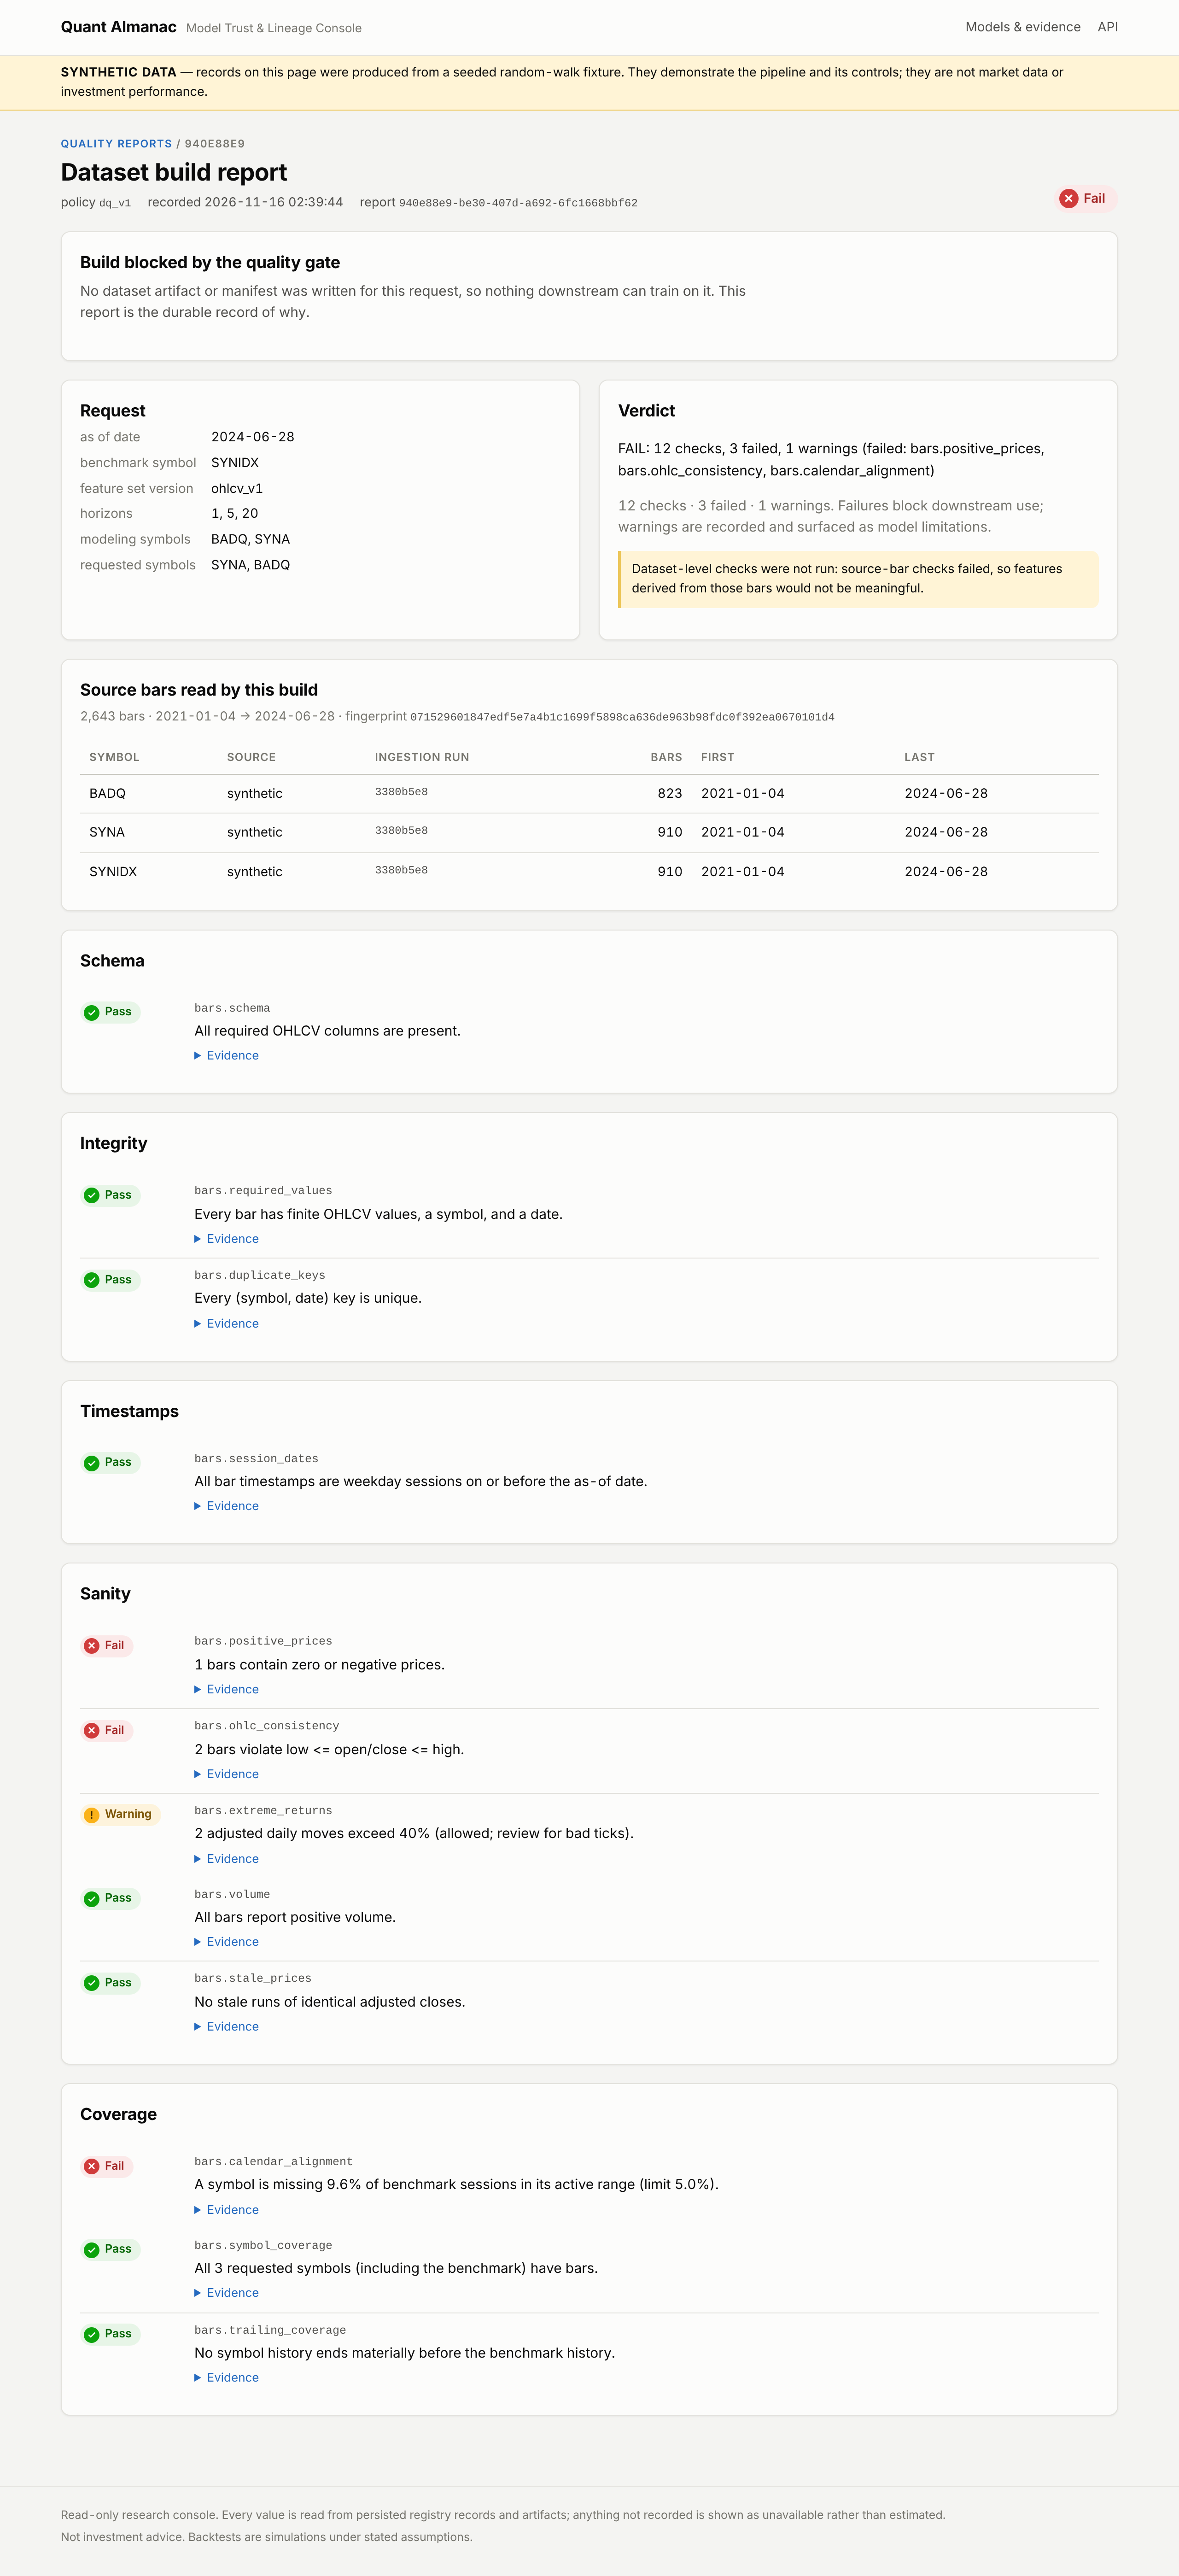 Quant Almanac Model Trust & Lineage Console Models & evidence API
SYNTHETIC DATA — records on this page were produced from a seeded random-walk fixture. They demonstrate the pipeline and its controls; they are not market data or
investment performance.
QUALITY REPORTS / 940E88E9
Dataset build report
policy dq_v1 recorded 2026-11-16 02:39:44 report 940e88e9-be30-407d-a692-6fc1668bbf62
Fail
Build blocked by the quality gate
No dataset artifact or manifest was written for this request, so nothing downstream can train on it. This
report is the durable record of why.
Request
as of date 2024-06-28
benchmark symbol SYNIDX
feature set version ohlcv_v1
horizons 1, 5, 20
modeling symbols BADQ, SYNA
requested symbols SYNA, BADQ
Verdict
FAIL: 12 checks, 3 failed, 1 warnings (failed: bars.positive_prices,
bars.ohlc_consistency, bars.calendar_alignment)
12 checks · 3 failed · 1 warnings. Failures block downstream use;
warnings are recorded and surfaced as model limitations.
Dataset-level checks were not run: source-bar checks failed, so features
derived from those bars would not be meaningful.
Source bars read by this build
2,643 bars · 2021-01-04 → 2024-06-28 · fingerprint 071529601847edf5e7a4b1c1699f5898ca636de963b98fdc0f392ea0670101d4
SYMBOL SOURCE INGESTION RUN BARS FIRST LAST
BADQ synthetic 3380b5e8 823 2021-01-04 2024-06-28
SYNA synthetic 3380b5e8 910 2021-01-04 2024-06-28
SYNIDX synthetic 3380b5e8 910 2021-01-04 2024-06-28
Schema
Pass bars.schema
All required OHLCV columns are present.
Evidence
Integrity
Pass bars.required_values
Every bar has finite OHLCV values, a symbol, and a date.
Evidence
Pass bars.duplicate_keys
Every (symbol, date) key is unique.
Evidence
Timestamps
Pass bars.session_dates
All bar timestamps are weekday sessions on or before the as-of date.
Evidence
Sanity
Fail bars.positive_prices
1 bars contain zero or negative prices.
Evidence
Fail bars.ohlc_consistency
2 bars violate low <= open/close <= high.
Evidence
Warning bars.extreme_returns
2 adjusted daily moves exceed 40% (allowed; review for bad ticks).
Evidence
Pass bars.volume
All bars report positive volume.
Evidence
Pass bars.stale_prices
No stale runs of identical adjusted closes.
Evidence
Coverage
Fail bars.calendar_alignment
A symbol is missing 9.6% of benchmark sessions in its active range (limit 5.0%).
Evidence
Pass bars.symbol_coverage
All 3 requested symbols (including the benchmark) have bars.
Evidence
Pass bars.trailing_coverage
No symbol history ends materially before the benchmark history.
Evidence
Read-only research console. Every value is read from persisted registry records and artifacts; anything not recorded is shown as unavailable rather than estimated.
Not investment advice. Backtests are simulations under stated assumptions.